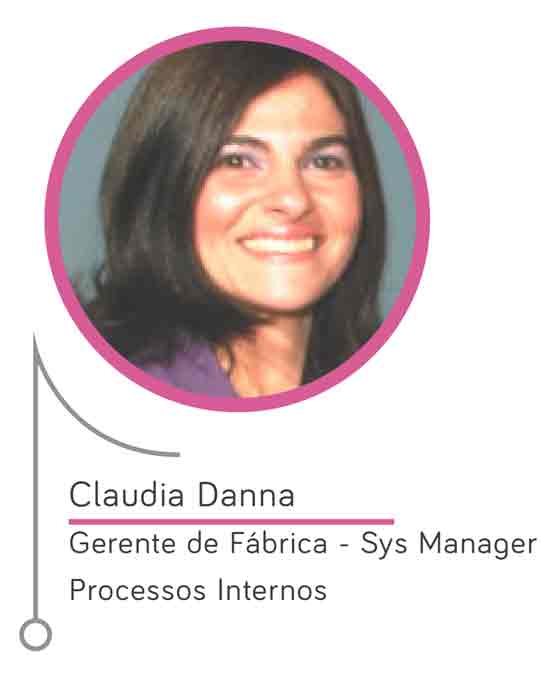 Claudia Danna
Gerente de Fábrica - Sys Manager
Processos Internos